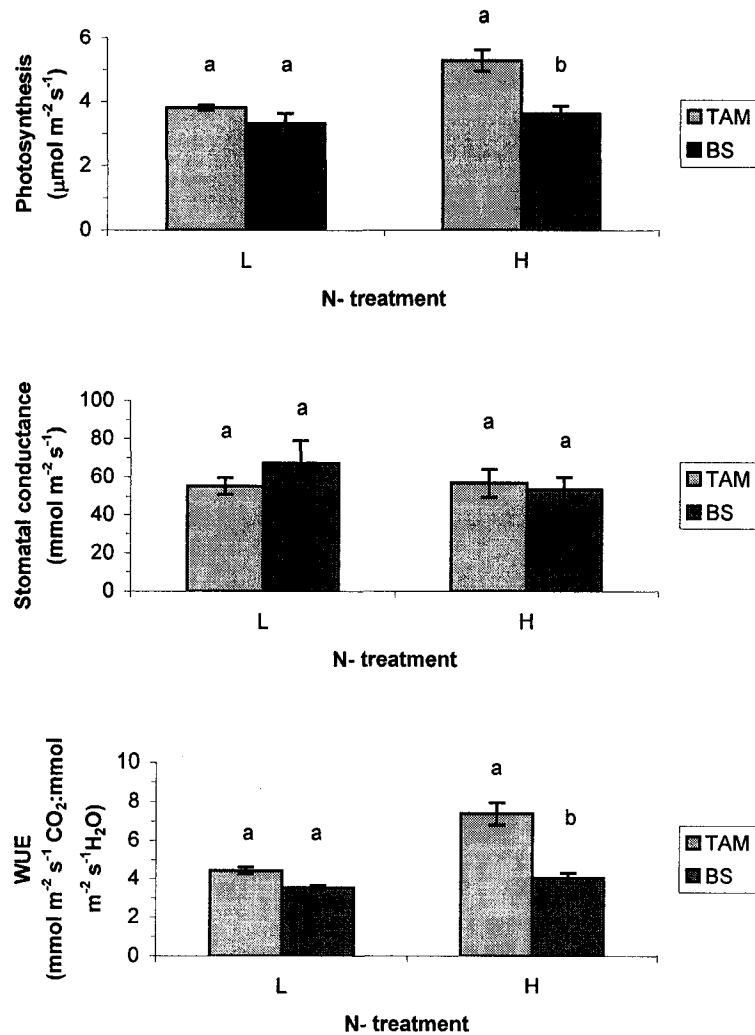 a
6
a
a
b
4
2
0
Photosynthesis
(μmol m⁻² s⁻¹)
TAM
BS
L
H
N- treatment
100
80
60
40
20
0
a
a
a
a
Stomatal conductance
(mmol m⁻² s⁻¹)
TAM
BS
L
H
N- treatment
10
8
6
4
2
0
a
a
a
b
WUE
(mmol m⁻² s⁻¹ CO₂:mmol
m⁻² s⁻¹H₂O)
TAM
BS
L
H
N- treatment